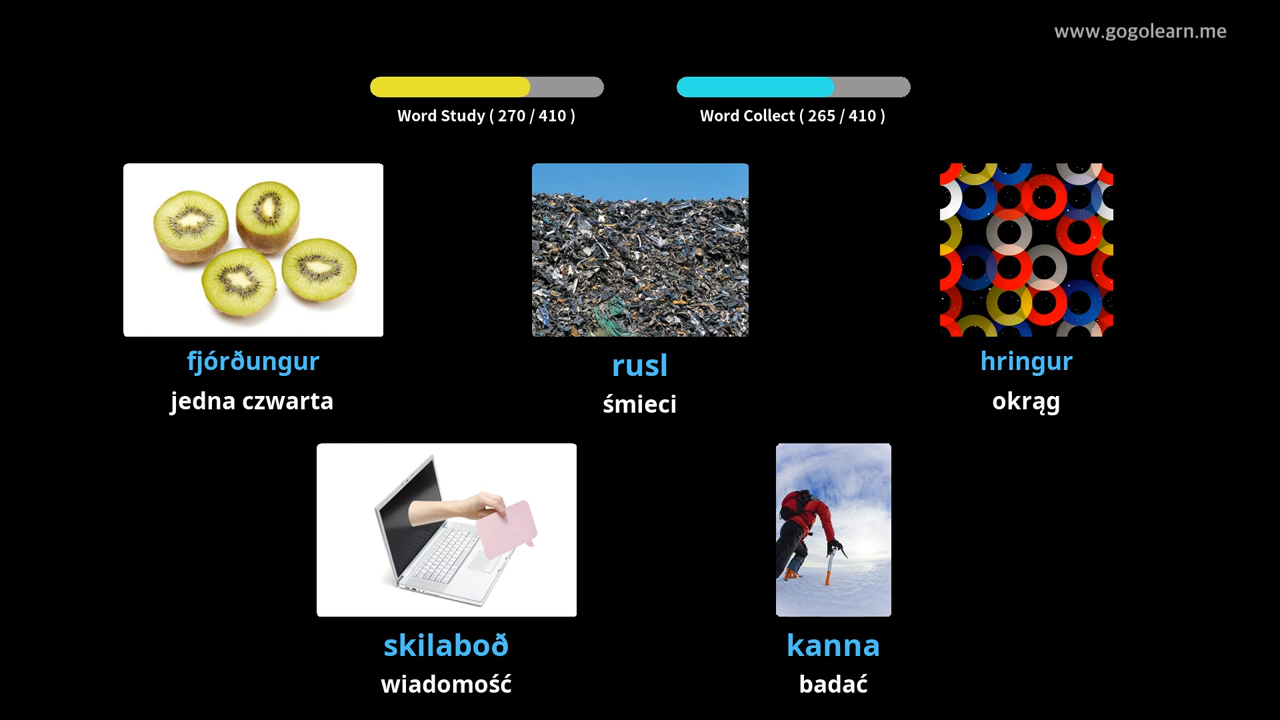 www.gogolearn.me
Word Study ( 270 / 410 )
Word Collect ( 265 / 410 )
fjórðungur
jedna czwarta
rusl
śmieci
hringur
okrąg
skilaboð
wiadomość
kanna
badać